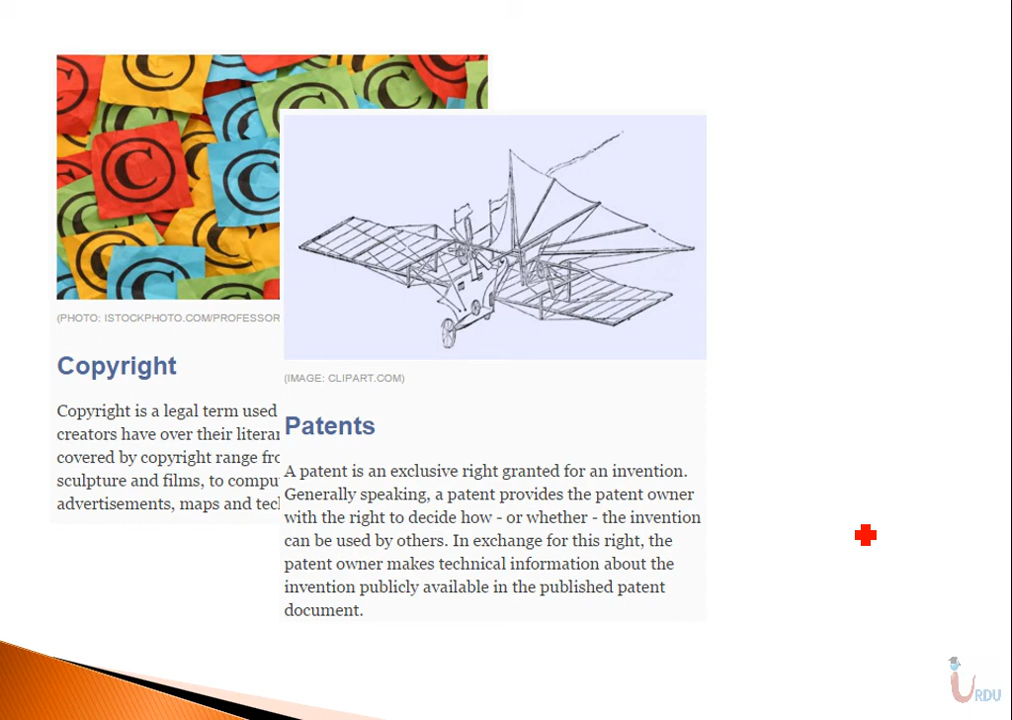 (PHOTO: ISTOCKPHOTO.COM/PROFESSOR
Copyright
Copyright is a legal term used
creators have over their literar
covered by copyright range fro
sculpture and films, to compu
advertisements, maps and tec
(IMAGE: CLIPART.COM)
Patents
A patent is an exclusive right granted for an invention.
Generally speaking, a patent provides the patent owner
with the right to decide how - or whether - the invention
can be used by others. In exchange for this right, the
patent owner makes technical information about the
invention publicly available in the published patent
document.
iURDU